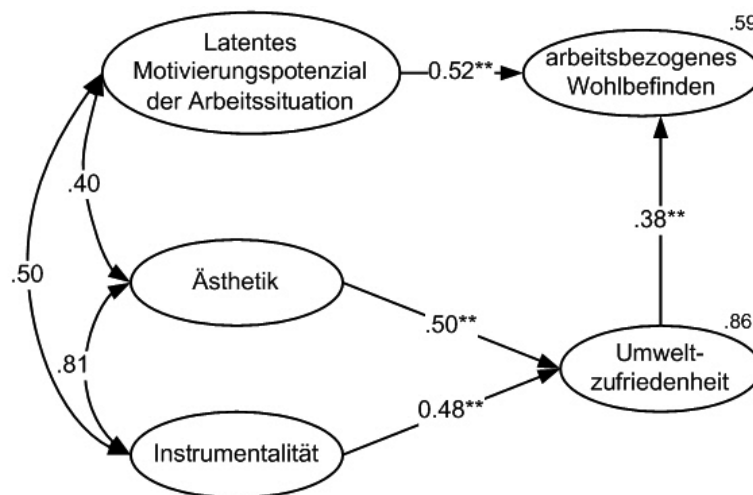 .59
Latentes
Motivierungspotenzial
der Arbeitssituation
0.52**
arbeitsbezogenes
Wohlbefinden
.40
.38**
.50
Ästhetik
.50**
.86
.81
Umwelt-
zufriedenheit
0.48**
Instrumentalität